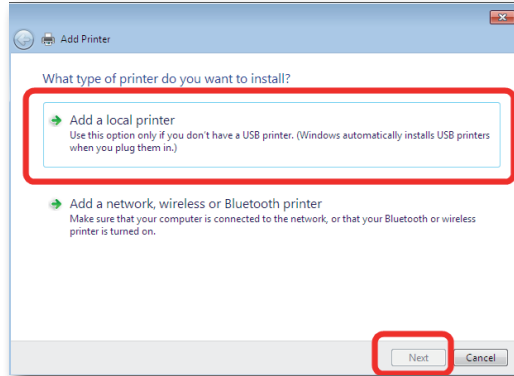 Add Printer
What type of printer do you want to install?
Add a local printer
Use this option only if you don't have a USB printer. (Windows automatically installs USB printers
when you plug them in.)
Add a network, wireless or Bluetooth printer
Make sure that your computer is connected to the network, or that your Bluetooth or wireless
printer is turned on.
Next
Cancel